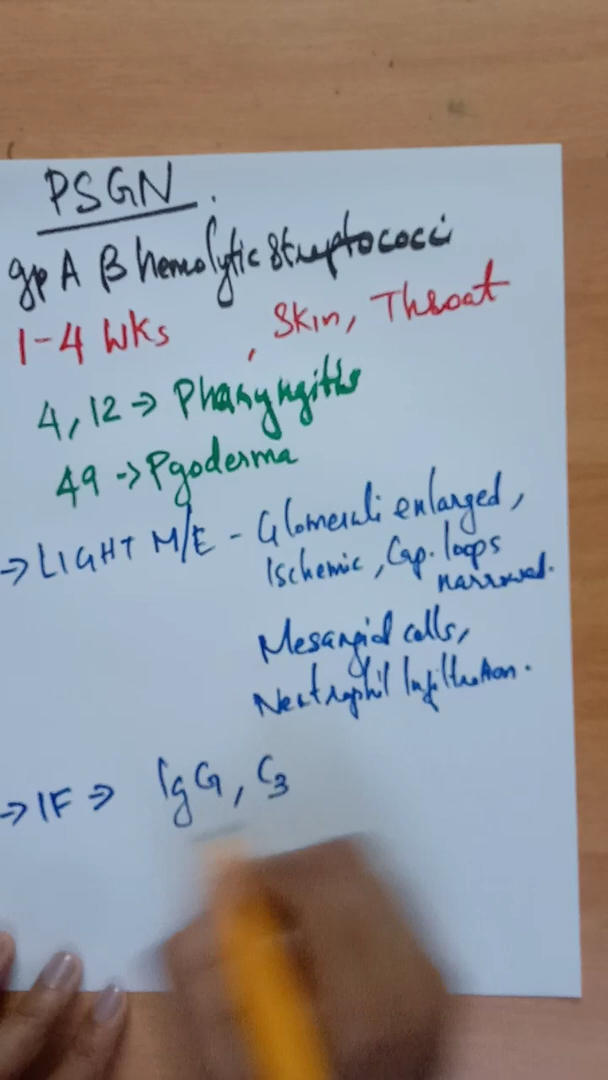 PSGN.
gp A β hemolytic streptococci
1-4 WKs , Skin, Throat
4, 12 → Pharyngitis
49 → Pyoderma
→ LIGHT M/E - Glomeruli enlarged,
Ischemic, Cap. loops
narrowed.
Mesangial cells,
Neutrophil Infiltration.
→ IF → IgG, C3